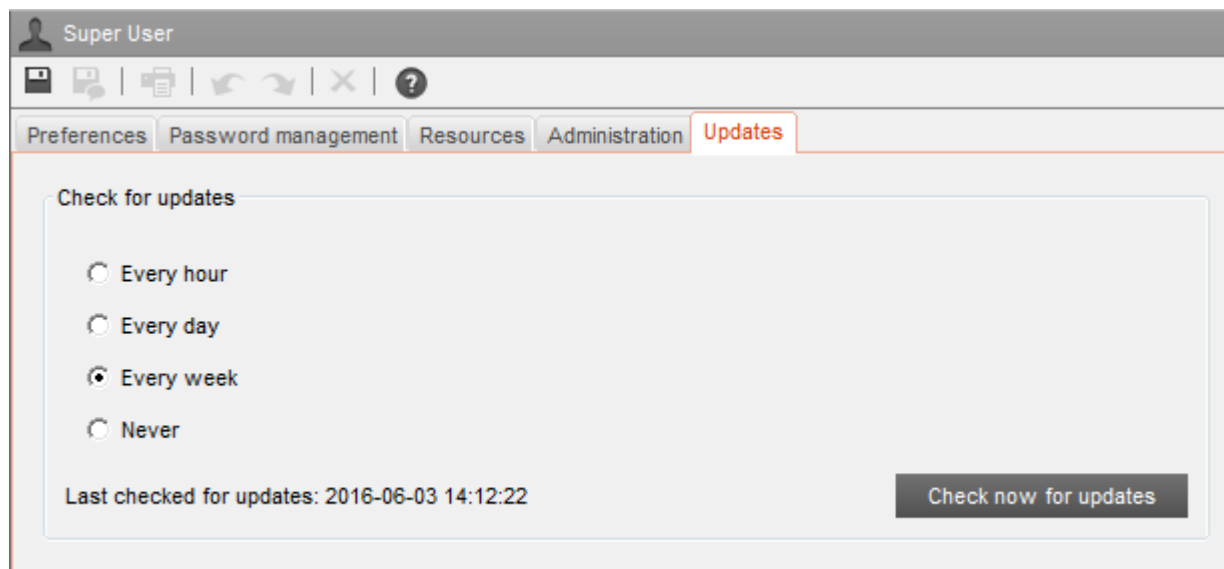 Super User
?
Preferences Password management Resources Administration Updates
Check for updates
Every hour
Every day
Every week
Never
Last checked for updates: 2016-06-03 14:12:22 Check now for updates